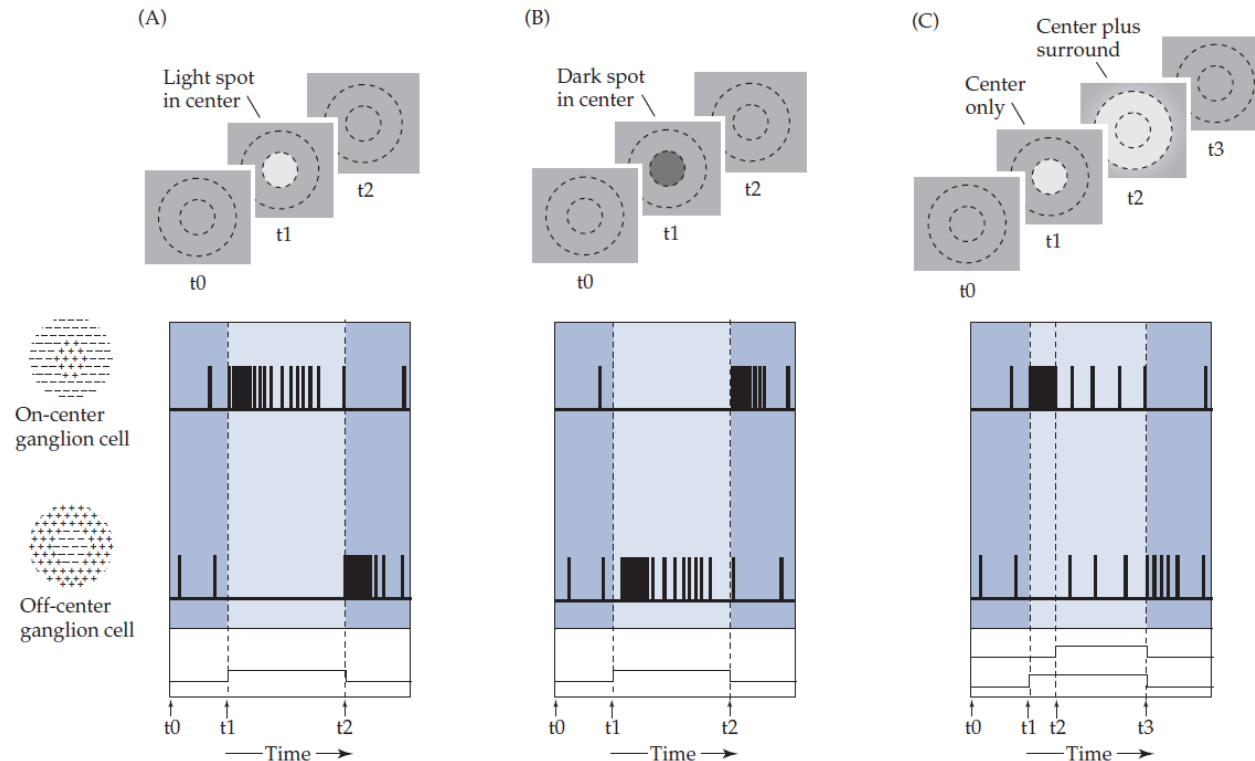 (A)
(B)
(C)
Light spot
in center
t0
t1
t2
Dark spot
in center
t0
t1
t2
Center plus
surround
Center
only
t0
t1
t2
t3
On-center
ganglion cell
Off-center
ganglion cell
t0 t1 t2
Time
t0 t1 t2
Time
t0 t1 t2 t3
Time